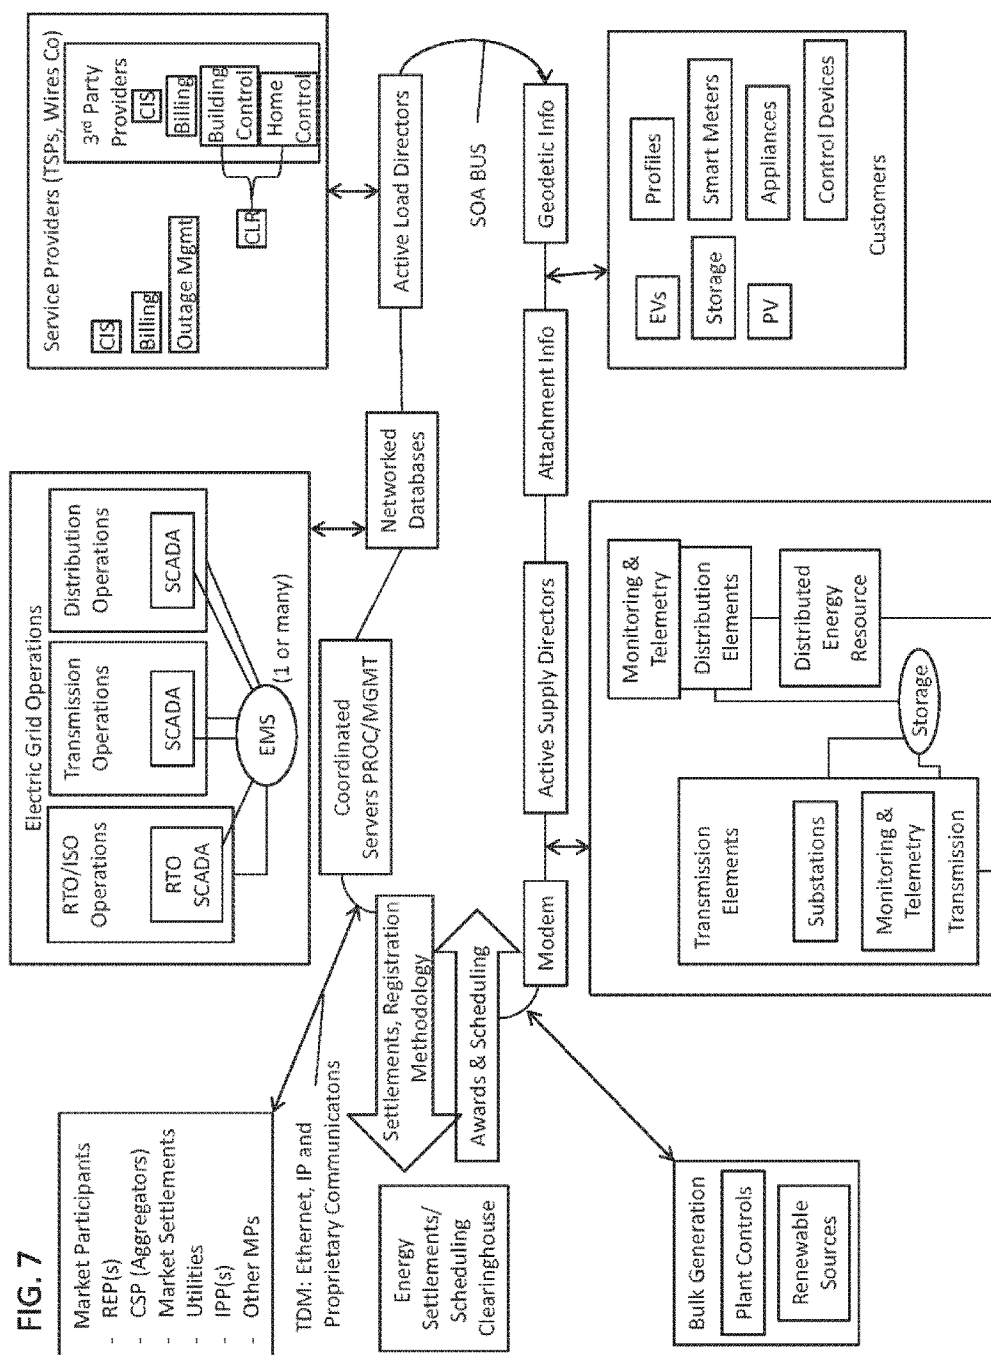 FIG. 7
Market Participants
- REP(s)
- CSP (Aggregators)
- Market Settlements
- Utilities
- IPP(s)
- Other MPs
TDM: Ethernet, IP and
Proprietary Communicatons
Energy
Settlements/
Scheduling
Clearinghouse
Bulk Generation
Plant Controls
Renewable
Sources
Electric Grid Operations
RTO/ISO
Operations
RTO
SCADA
Transmission
Operations
SCADA
Distribution
Operations
SCADA
EMS
(1 or many)
Coordinated
Servers PROC/MGMT
Networked
Databases
Settlements, Registration
Methodology
Awards & Scheduling
Modem
Active Supply Directors
Attachment Info
Geodetic Info
Active Load Directors
SOA BUS
Service Providers (TSPs, Wires Co)
CIS
Billing
Outage Mgmt
3rd Party
Providers
CIS
Billing
Building
Control
Home
Control
CLR
Transmission
Elements
Substations
Monitoring &
Telemetry
Transmission
Monitoring &
Telemetry
Distribution
Elements
Distributed
Energy
Resource
Storage
EVs
Storage
PV
Profiles
Smart Meters
Appliances
Control Devices
Customers